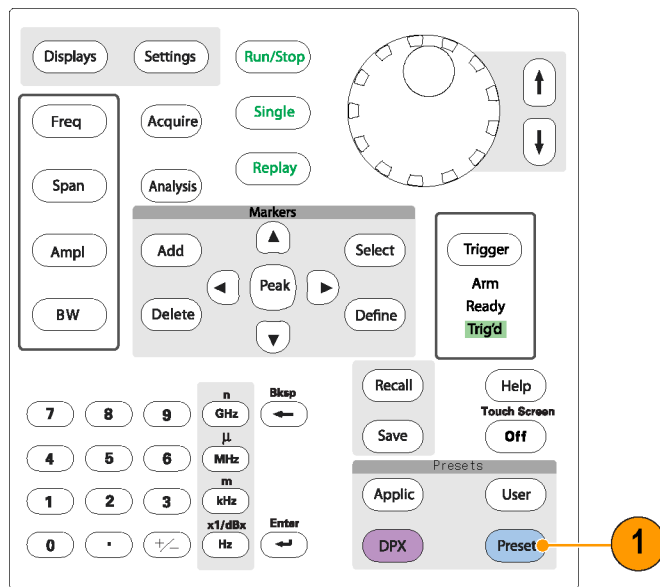 Displays
Settings
Run/Stop
Freq
Acquire
Single
Span
Analysis
Replay
Ampl
BW
Markers
Add
Select
Peak
Delete
Define
Trigger
Arm
Ready
Trig'd
Recall
Help
Touch Screen
Save
Off
Presets
Applic
User
DPX
Preset
1
n
Bksp
7
8
9
GHz
μ
4
5
6
MHz
m
1
2
3
kHz
x1/dBx
Enter
0
.
+/-
Hz